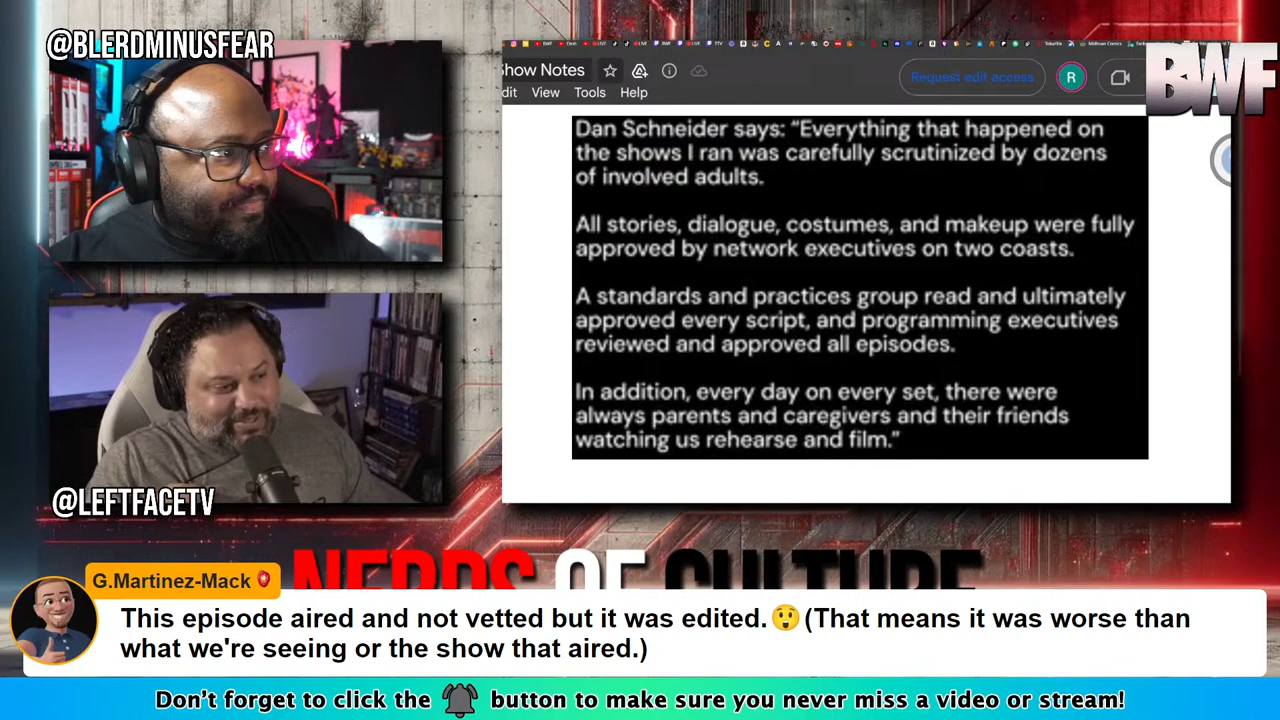 @BLERDMINUSFEAR
Show Notes
Request edit access
R
BWF
dit View Tools Help
Dan Schneider says: “Everything that happened on
the shows I ran was carefully scrutinized by dozens
of involved adults.
All stories, dialogue, costumes, and makeup were fully
approved by network executives on two coasts.
A standards and practices group read and ultimately
approved every script, and programming executives
reviewed and approved all episodes.
In addition, every day on every set, there were
always parents and caregivers and their friends
watching us rehearse and film.”
@LEFTFACETV
NERDS OF CULTURE
G.Martinez-Mack
This episode aired and not vetted but it was edited.😲(That means it was worse than
what we're seeing or the show that aired.)
Don’t forget to click the button to make sure you never miss a video or stream!